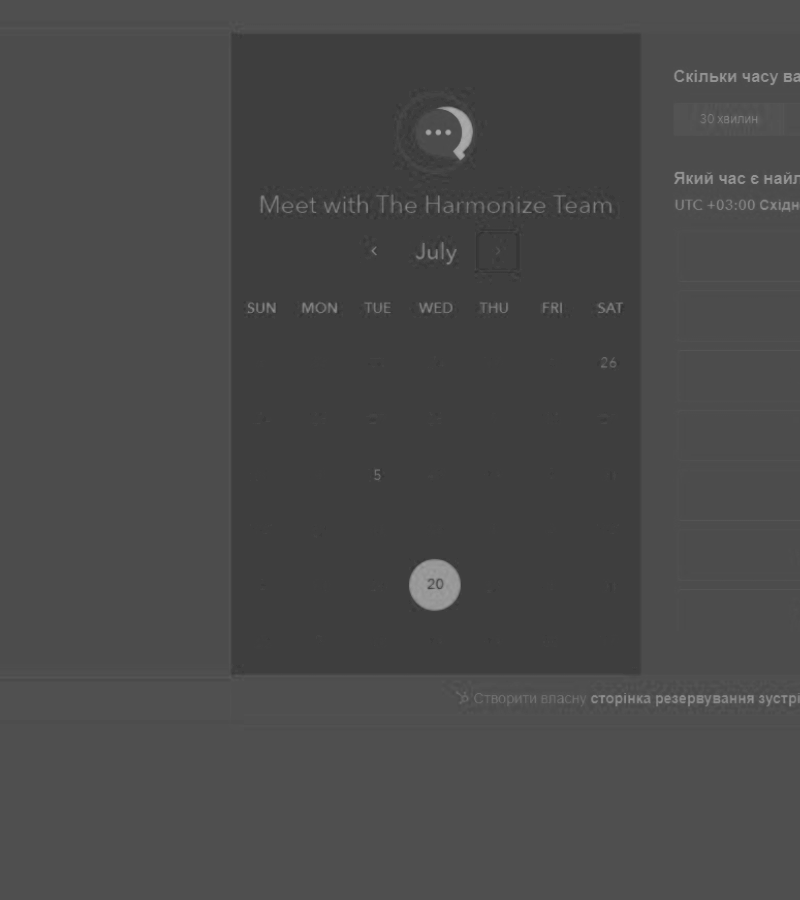 Скільки часу ва
30 хвилин
Meet with The Harmonize Team
Який час є найл
UTC +03:00 Східн
July
SUN MON TUE WED THU FRI SAT
26
5
20
Створити власну сторінка резервування зустрі